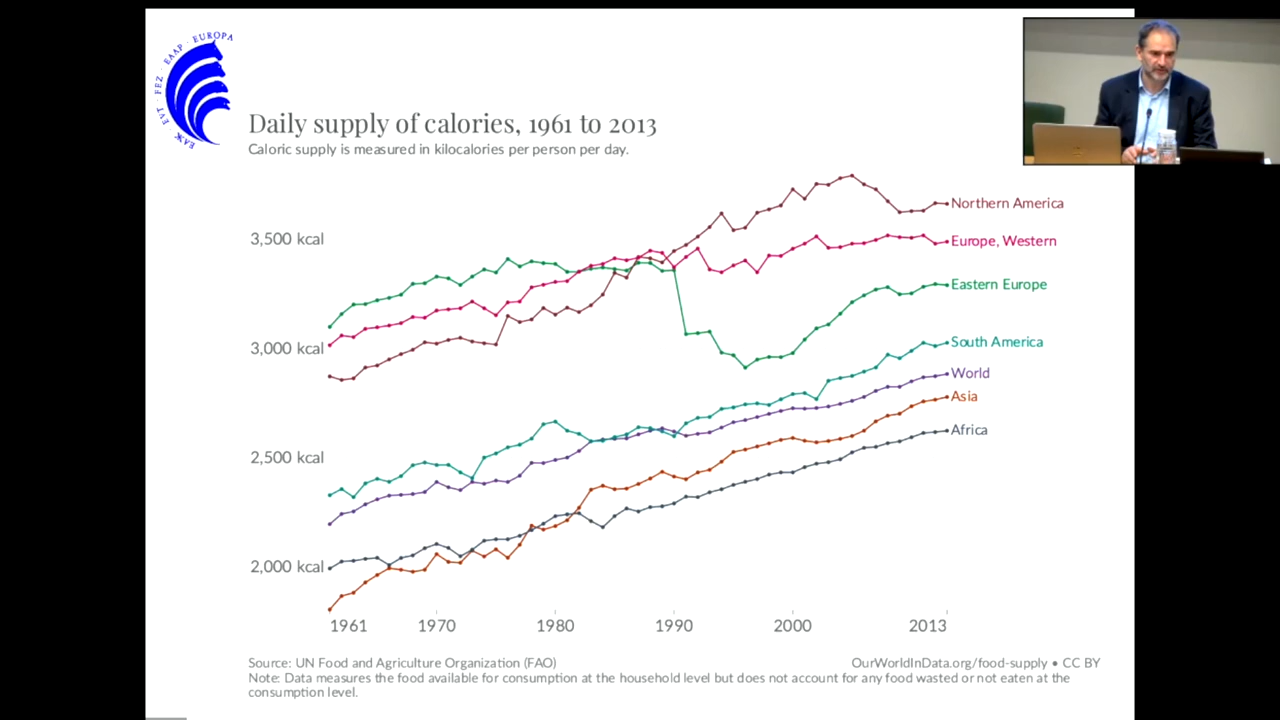 ЕАЖ · EVT · FEZ · EAAP · EUROPA
Daily supply of calories, 1961 to 2013
Caloric supply is measured in kilocalories per person per day.
Northern America
3,500 kcal
Europe, Western
Eastern Europe
3,000 kcal
South America
World
Asia
Africa
2,500 kcal
2,000 kcal
1961 1970 1980 1990 2000 2013
Source: UN Food and Agriculture Organization (FAO)
OurWorldInData.org/food-supply • CC BY
Note: Data measures the food available for consumption at the household level but does not account for any food wasted or not eaten at the
consumption level.